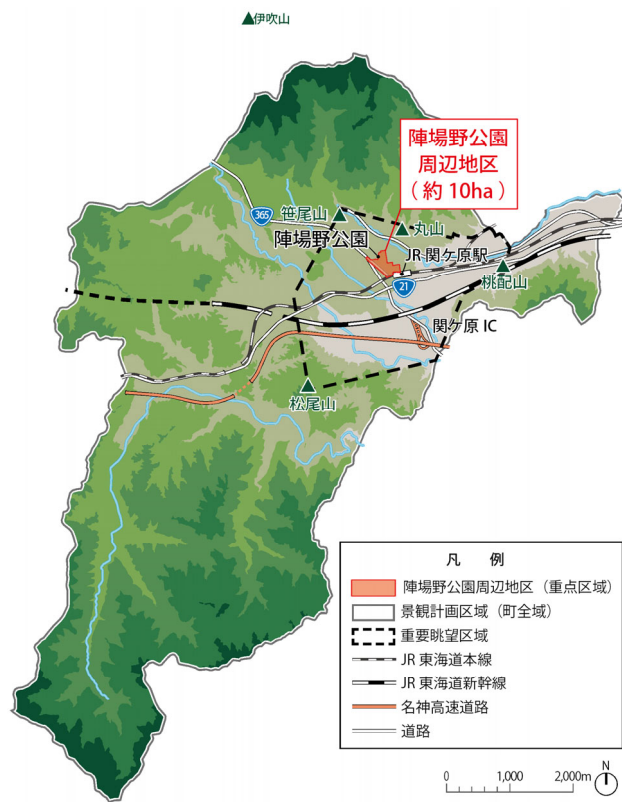 ▲伊吹山
陣場野公園
周辺地区
（約 10ha ）
365
笹尾山
丸山
陣場野公園
JR 関ケ原駅
桃配山
21
関ケ原 IC
松尾山
凡 例
陣場野公園周辺地区（重点区域）
景観計画区域（町全域）
重要眺望区域
JR 東海道本線
JR 東海道新幹線
名神高速道路
道路
N
0 1,000 2,000m